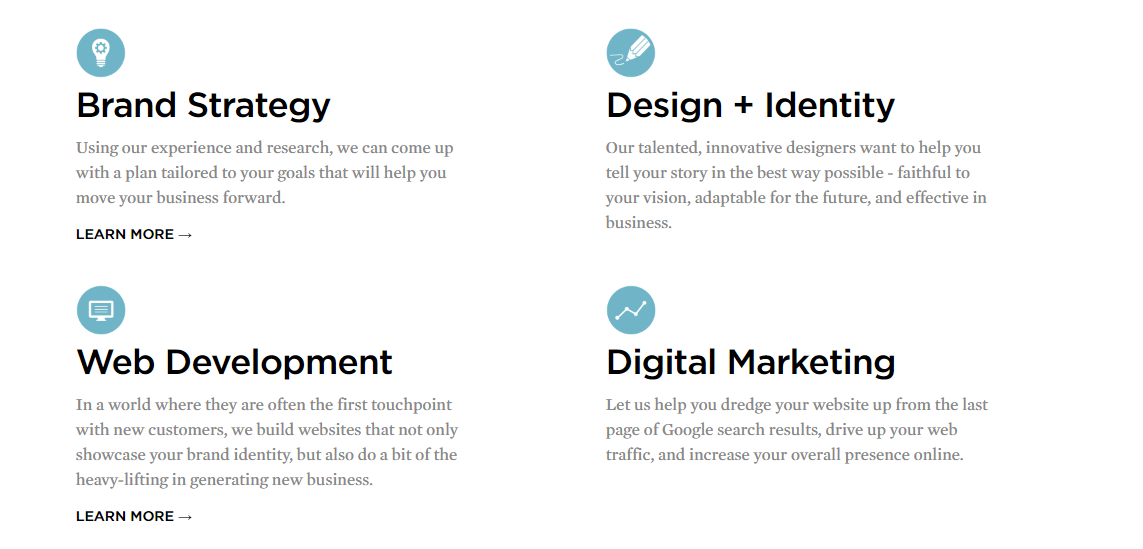 Brand Strategy
Using our experience and research, we can come up
with a plan tailored to your goals that will help you
move your business forward.
LEARN MORE →
Design + Identity
Our talented, innovative designers want to help you
tell your story in the best way possible - faithful to
your vision, adaptable for the future, and effective in
business.
Web Development
In a world where they are often the first touchpoint
with new customers, we build websites that not only
showcase your brand identity, but also do a bit of the
heavy-lifting in generating new business.
LEARN MORE →
Digital Marketing
Let us help you dredge your website up from the last
page of Google search results, drive up your web
traffic, and increase your overall presence online.